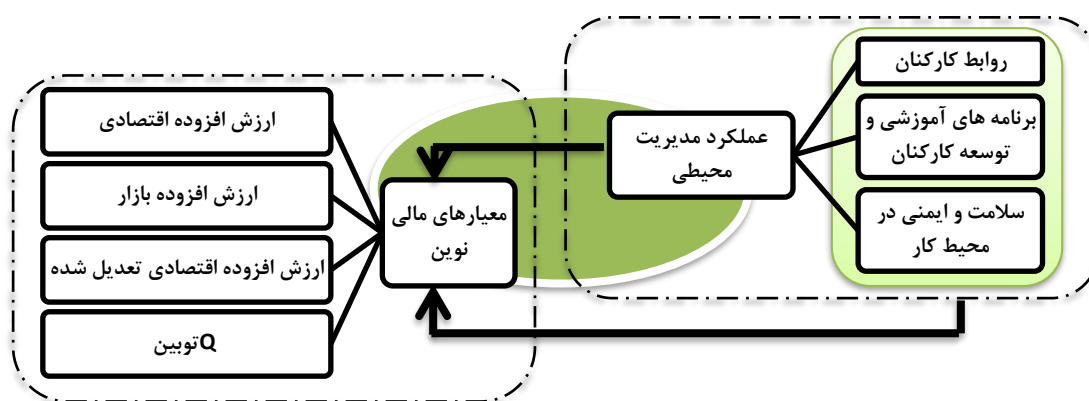 روابط کارکنان
برنامه های آموزشی و
توسعه کارکنان
سلامت و ایمنی در
محیط کار
عملکرد مدیریت
محیطی
معیارهای مالی
نوین
ارزش افزوده اقتصادی
ارزش افزوده بازار
ارزش افزوده اقتصادی تعدیل شده
Qتوبین